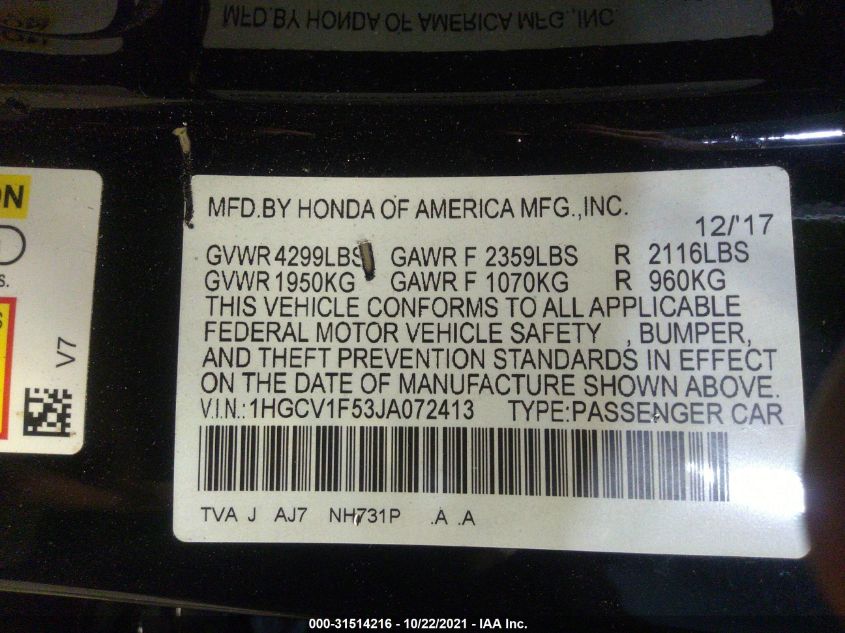 MFD.BY HONDA OF AMERICA MFG.,INC.
MFD.BY HONDA OF AMERICA MFG.,INC.
12/'17
GVWR 4299LBS GAWR F 2359LBS R 2116LBS
GVWR 1950KG GAWR F 1070KG R 960KG
THIS VEHICLE CONFORMS TO ALL APPLICABLE
FEDERAL MOTOR VEHICLE SAFETY , BUMPER,
AND THEFT PREVENTION STANDARDS IN EFFECT
ON THE DATE OF MANUFACTURE SHOWN ABOVE.
V.I.N.:1HGCV1F53JA072413 TYPE:PASSENGER CAR
TVA J AJ7 NH731P .A .A
V7
000-31514216 - 10/22/2021 - IAA Inc.